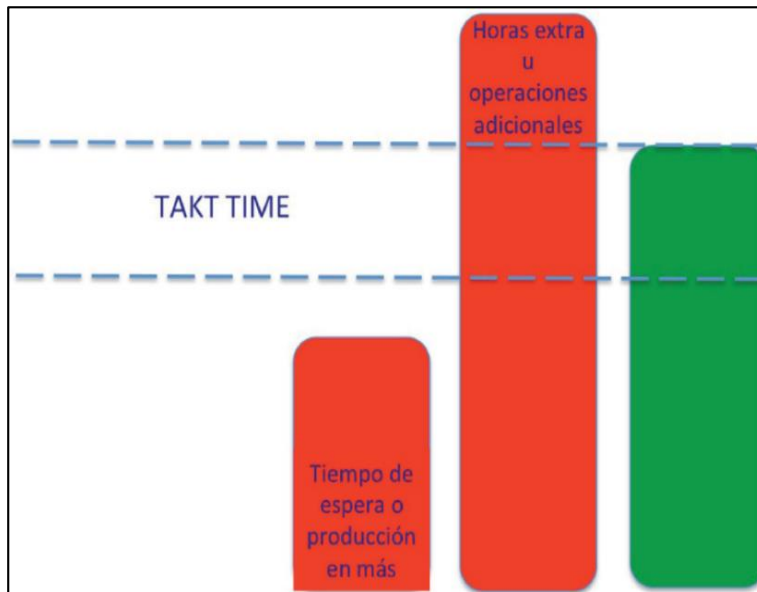 Horas extra
u
operaciones
adicionales
TAKT TIME
Tiempo de
espera o
producción
en más